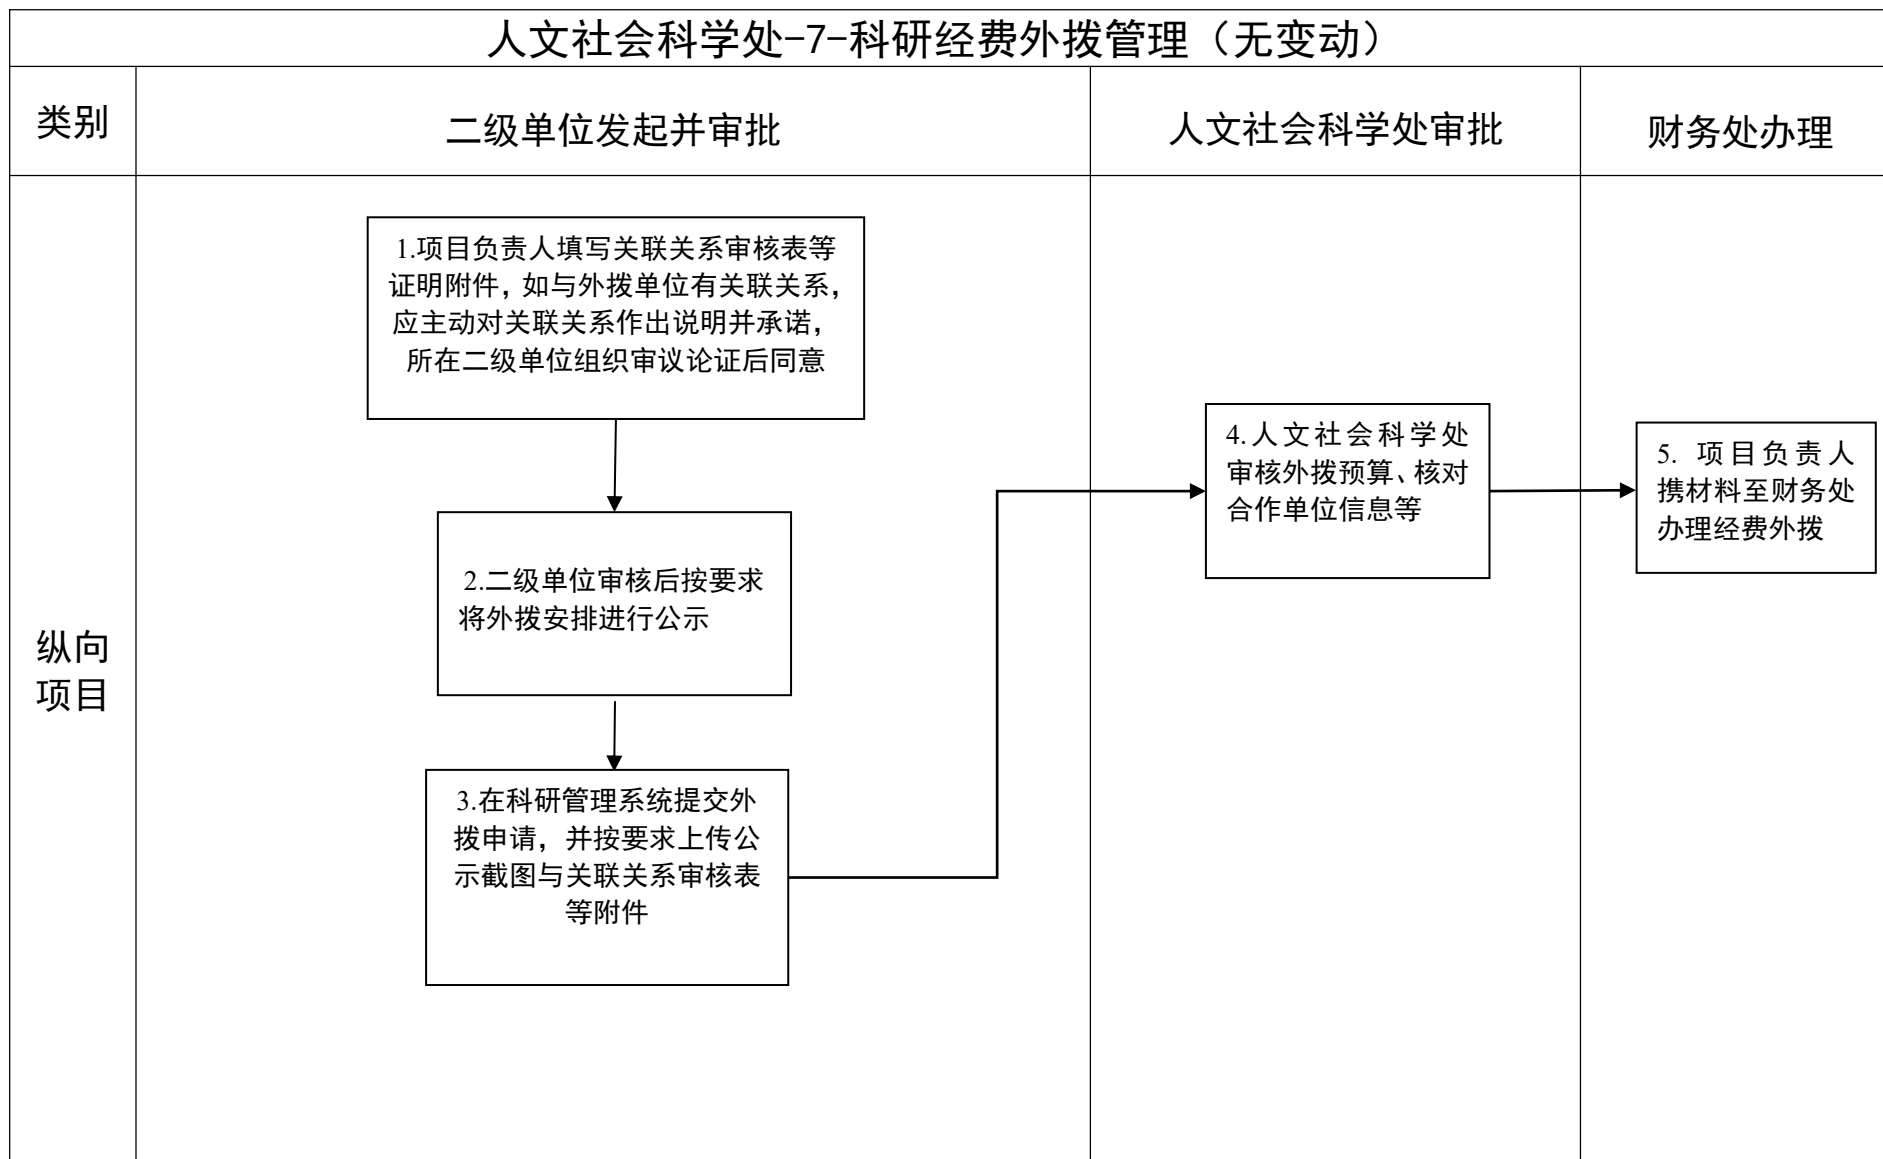 人文社会科学处-7-科研经费外拨管理（无变动）
类别
二级单位发起并审批
人文社会科学处审批
财务处办理
纵向
项目
1.项目负责人填写关联关系审核表等
证明附件，如与外拨单位有关联关系，
应主动对关联关系作出说明并承诺，
所在二级单位组织审议论证后同意
2.二级单位审核后按要求
将外拨安排进行公示
3.在科研管理系统提交外
拨申请，并按要求上传公
示截图与关联关系审核表
等附件
4.人文社会科学处
审核外拨预算、核对
合作单位信息等
5. 项目负责人
携材料至财务处
办理经费外拨